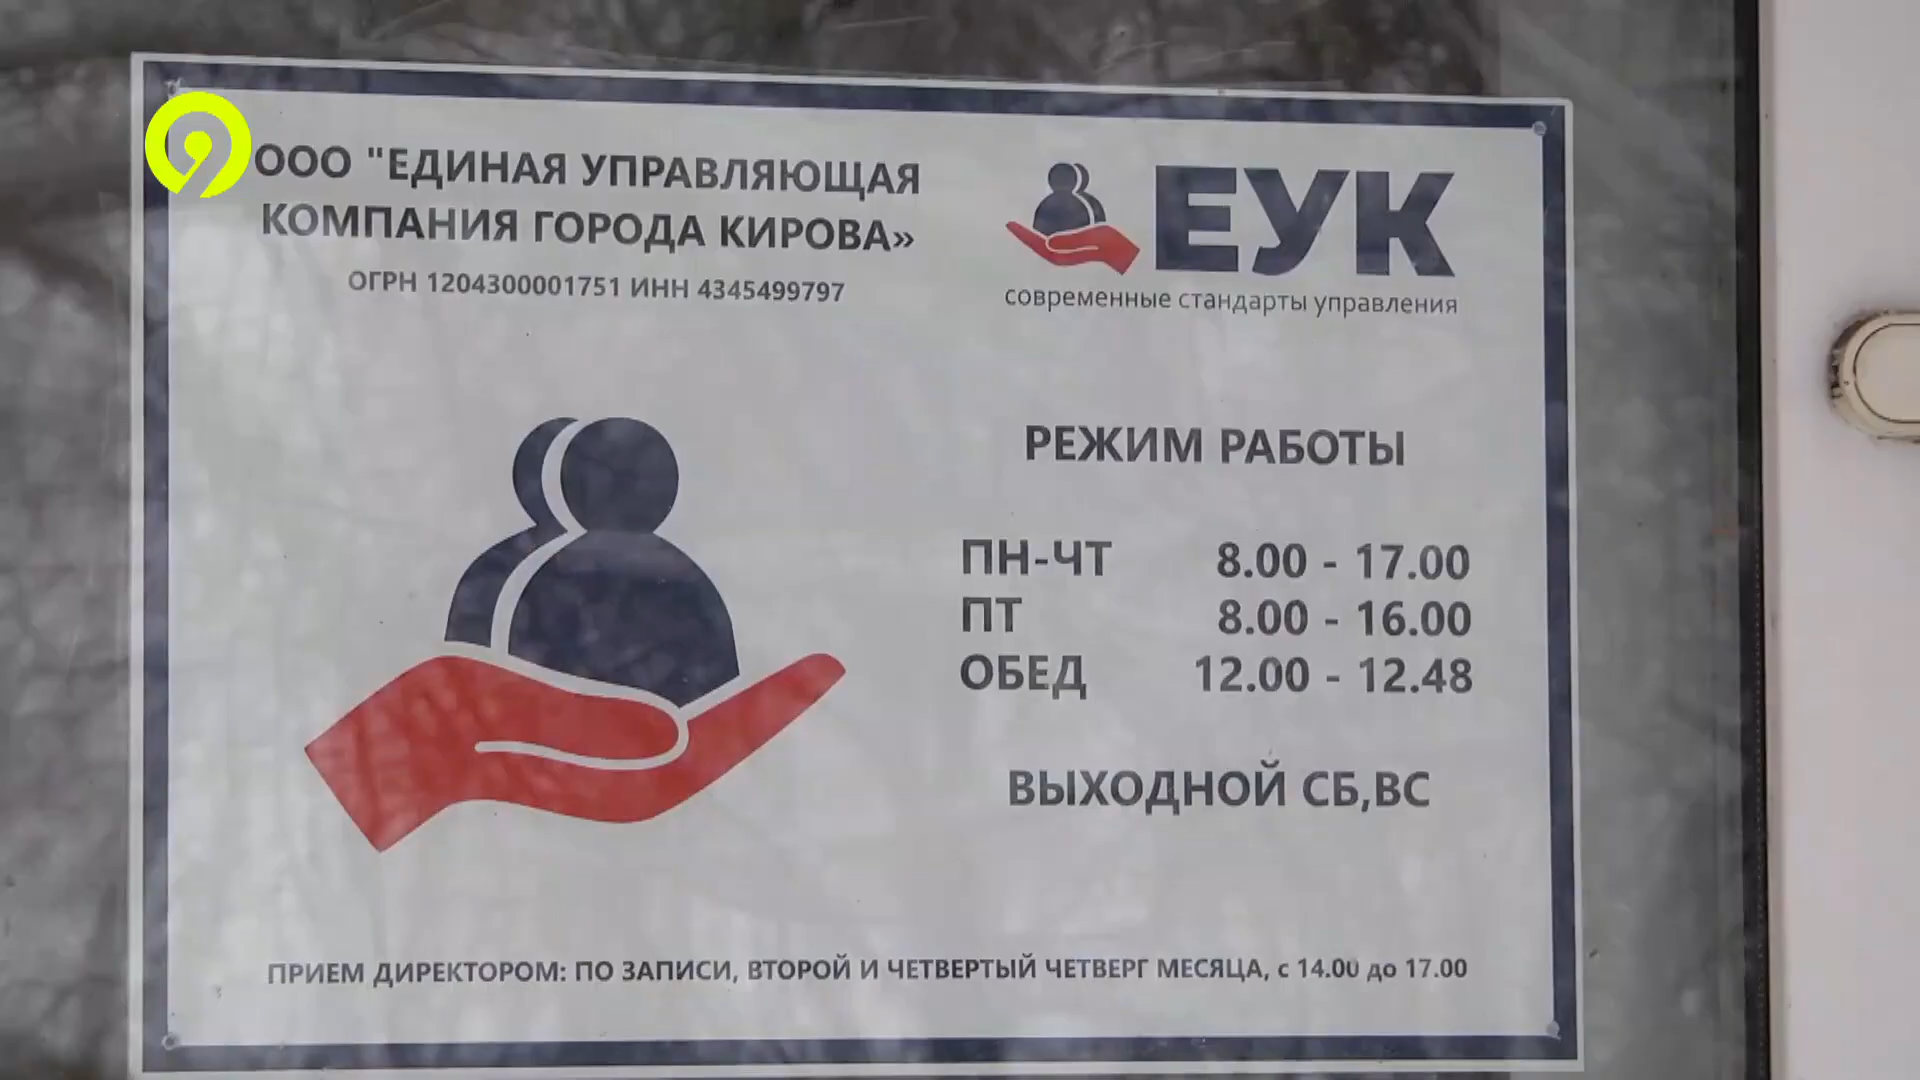 ООО "ЕДИНАЯ УПРАВЛЯЮЩАЯ
КОМПАНИЯ ГОРОДА КИРОВА»
ОГРН 1204300001751 ИНН 4345499797
ЕУК
современные стандарты управления
РЕЖИМ РАБОТЫ
ПН-ЧТ 8.00 - 17.00
ПТ 8.00 - 16.00
ОБЕД 12.00 - 12.48
ВЫХОДНОЙ СБ,ВС
ПРИЕМ ДИРЕКТОРОМ: ПО ЗАПИСИ, ВТОРОЙ И ЧЕТВЕРТЫЙ ЧЕТВЕРГ МЕСЯЦА, с 14.00 до 17.00